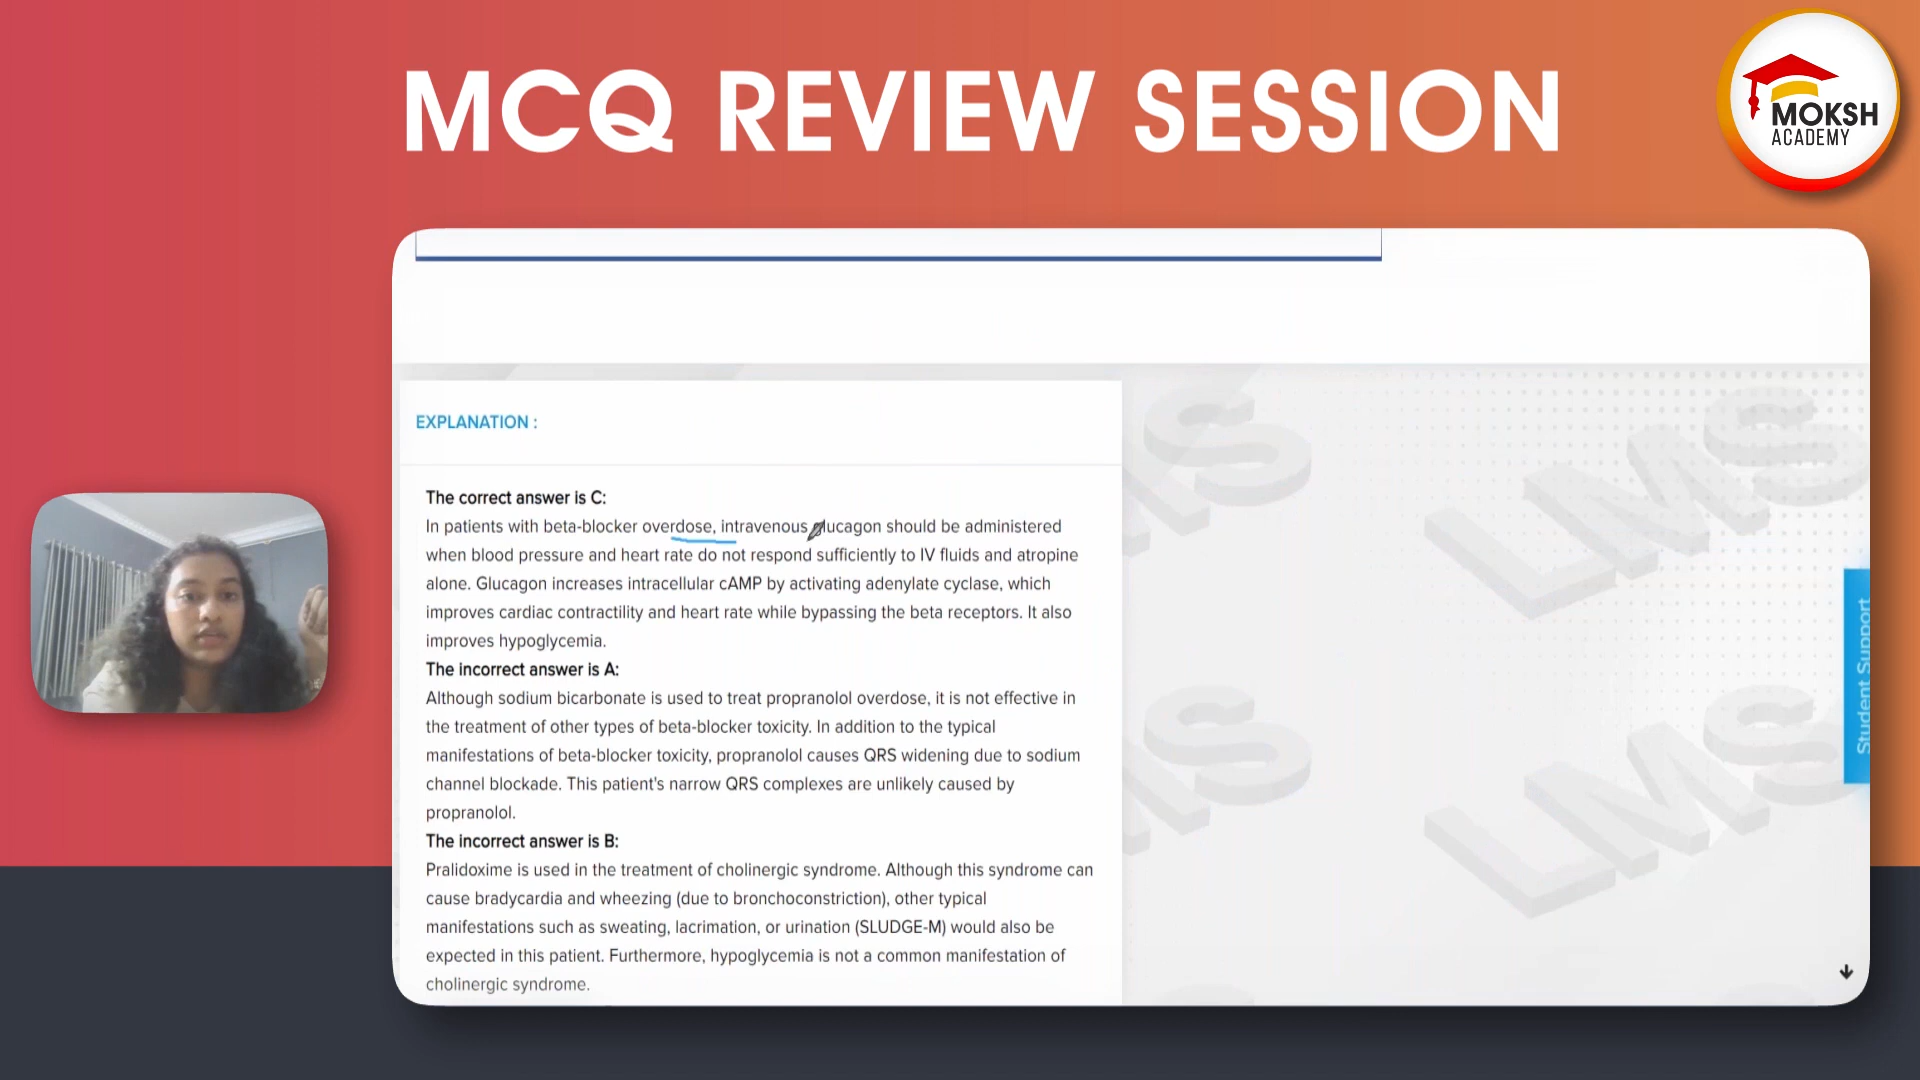 MCQ REVIEW SESSION
MOKSH
ACADEMY
EXPLANATION :
The correct answer is C:
In patients with beta-blocker overdose, intravenous glucagon should be administered
when blood pressure and heart rate do not respond sufficiently to IV fluids and atropine
alone. Glucagon increases intracellular cAMP by activating adenylate cyclase, which
improves cardiac contractility and heart rate while bypassing the beta receptors. It also
improves hypoglycemia.
The incorrect answer is A:
Although sodium bicarbonate is used to treat propranolol overdose, it is not effective in
the treatment of other types of beta-blocker toxicity. In addition to the typical
manifestations of beta-blocker toxicity, propranolol causes QRS widening due to sodium
channel blockade. This patient's narrow QRS complexes are unlikely caused by
propranolol.
The incorrect answer is B:
Pralidoxime is used in the treatment of cholinergic syndrome. Although this syndrome can
cause bradycardia and wheezing (due to bronchoconstriction), other typical
manifestations such as sweating, lacrimation, or urination (SLUDGE-M) would also be
expected in this patient. Furthermore, hypoglycemia is not a common manifestation of
cholinergic syndrome.
LMS
LMS
Student Support